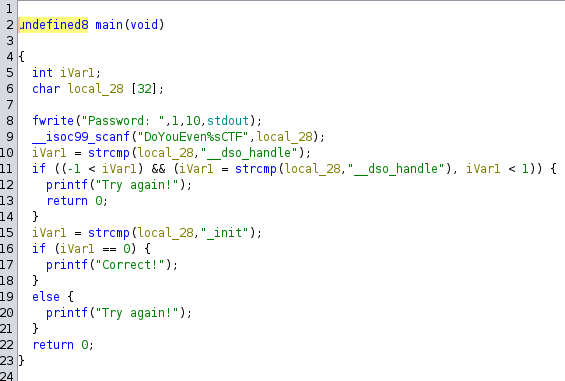 1
2 undefined8 main(void)
3
4 {
5 int iVar1;
6 char local_28 [32];
7
8 fwrite("Password: ",1,10,stdout);
9 __isoc99_scanf("DoYouEven%sCTF",local_28);
10 iVar1 = strcmp(local_28,"__dso_handle");
11 if ((-1 < iVar1) && (iVar1 = strcmp(local_28,"__dso_handle"), iVar1 < 1)) {
12 printf("Try again!");
13 return 0;
14 }
15 iVar1 = strcmp(local_28,"_init");
16 if (iVar1 == 0) {
17 printf("Correct!");
18 }
19 else {
20 printf("Try again!");
21 }
22 return 0;
23 }
24